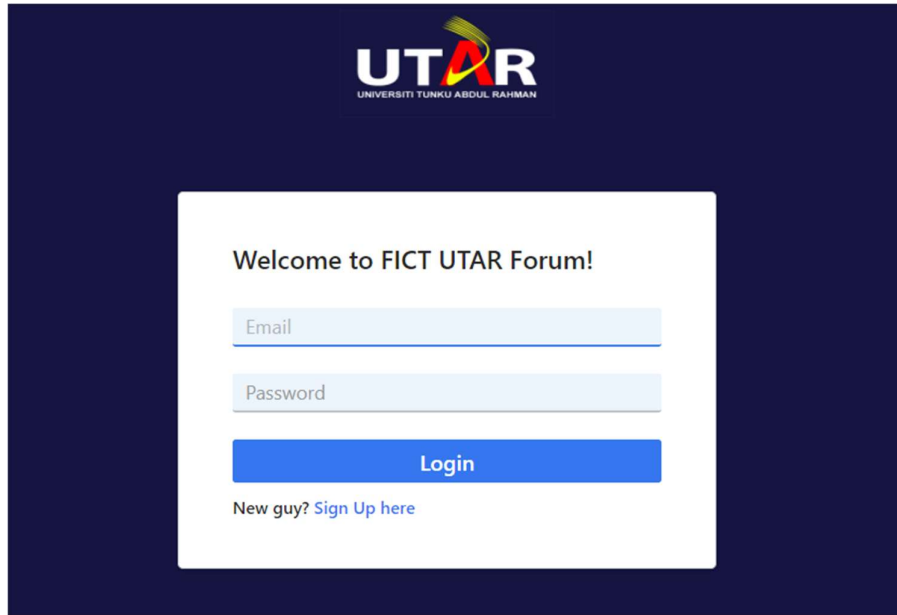 UTAR
UNIVERSITI TUNKU ABDUL RAHMAN
Welcome to FICT UTAR Forum!
Email
Password
Login
New guy? Sign Up here